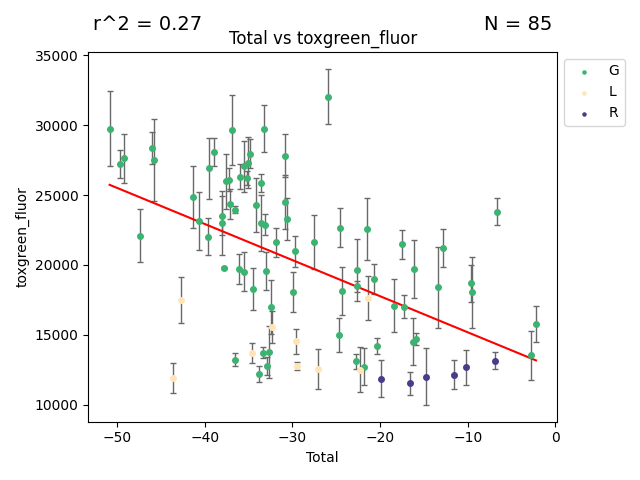 r^2 = 0.27
N = 85
Total vs toxgreen_fluor
35000
30000
25000
20000
15000
10000
toxgreen_fluor
−50
−40
−30
−20
−10
0
Total
G
L
R